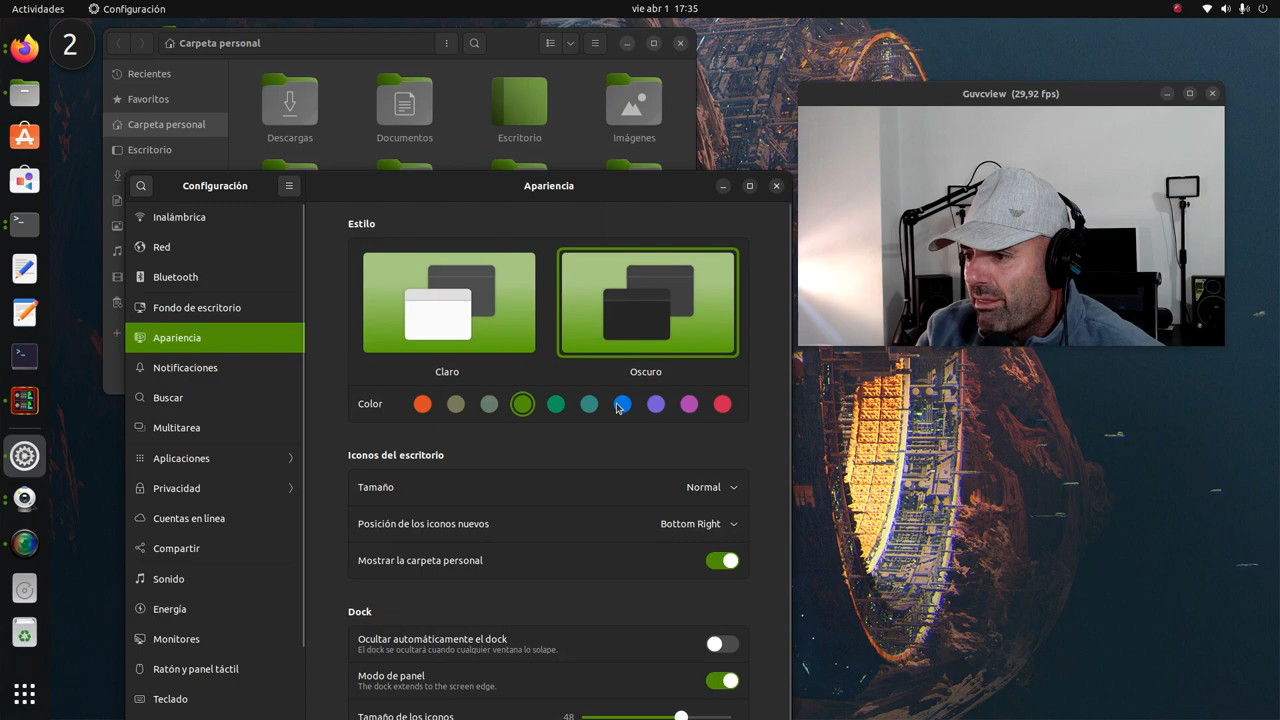 Actividades
Configuración
vie abr 1 17:35
2
Carpeta personal
Recientes
Favoritos
Carpeta personal
Escritorio
Descargas
Documentos
Escritorio
Imágenes
Guvcview (29,92 fps)
Configuración
Apariencia
Inalámbrica
Red
Bluetooth
Fondo de escritorio
Apariencia
Notificaciones
Buscar
Multitarea
Aplicaciones
Privacidad
Cuentas en línea
Compartir
Sonido
Energía
Monitores
Ratón y panel táctil
Teclado
Estilo
Claro
Oscuro
Color
Iconos del escritorio
Tamaño
Normal
Posición de los iconos nuevos
Bottom Right
Mostrar la carpeta personal
Dock
Ocultar automáticamente el dock
El dock se ocultará cuando cualquier ventana lo solape.
Modo de panel
The dock extends to the screen edge.
Tamaño de los iconos
48